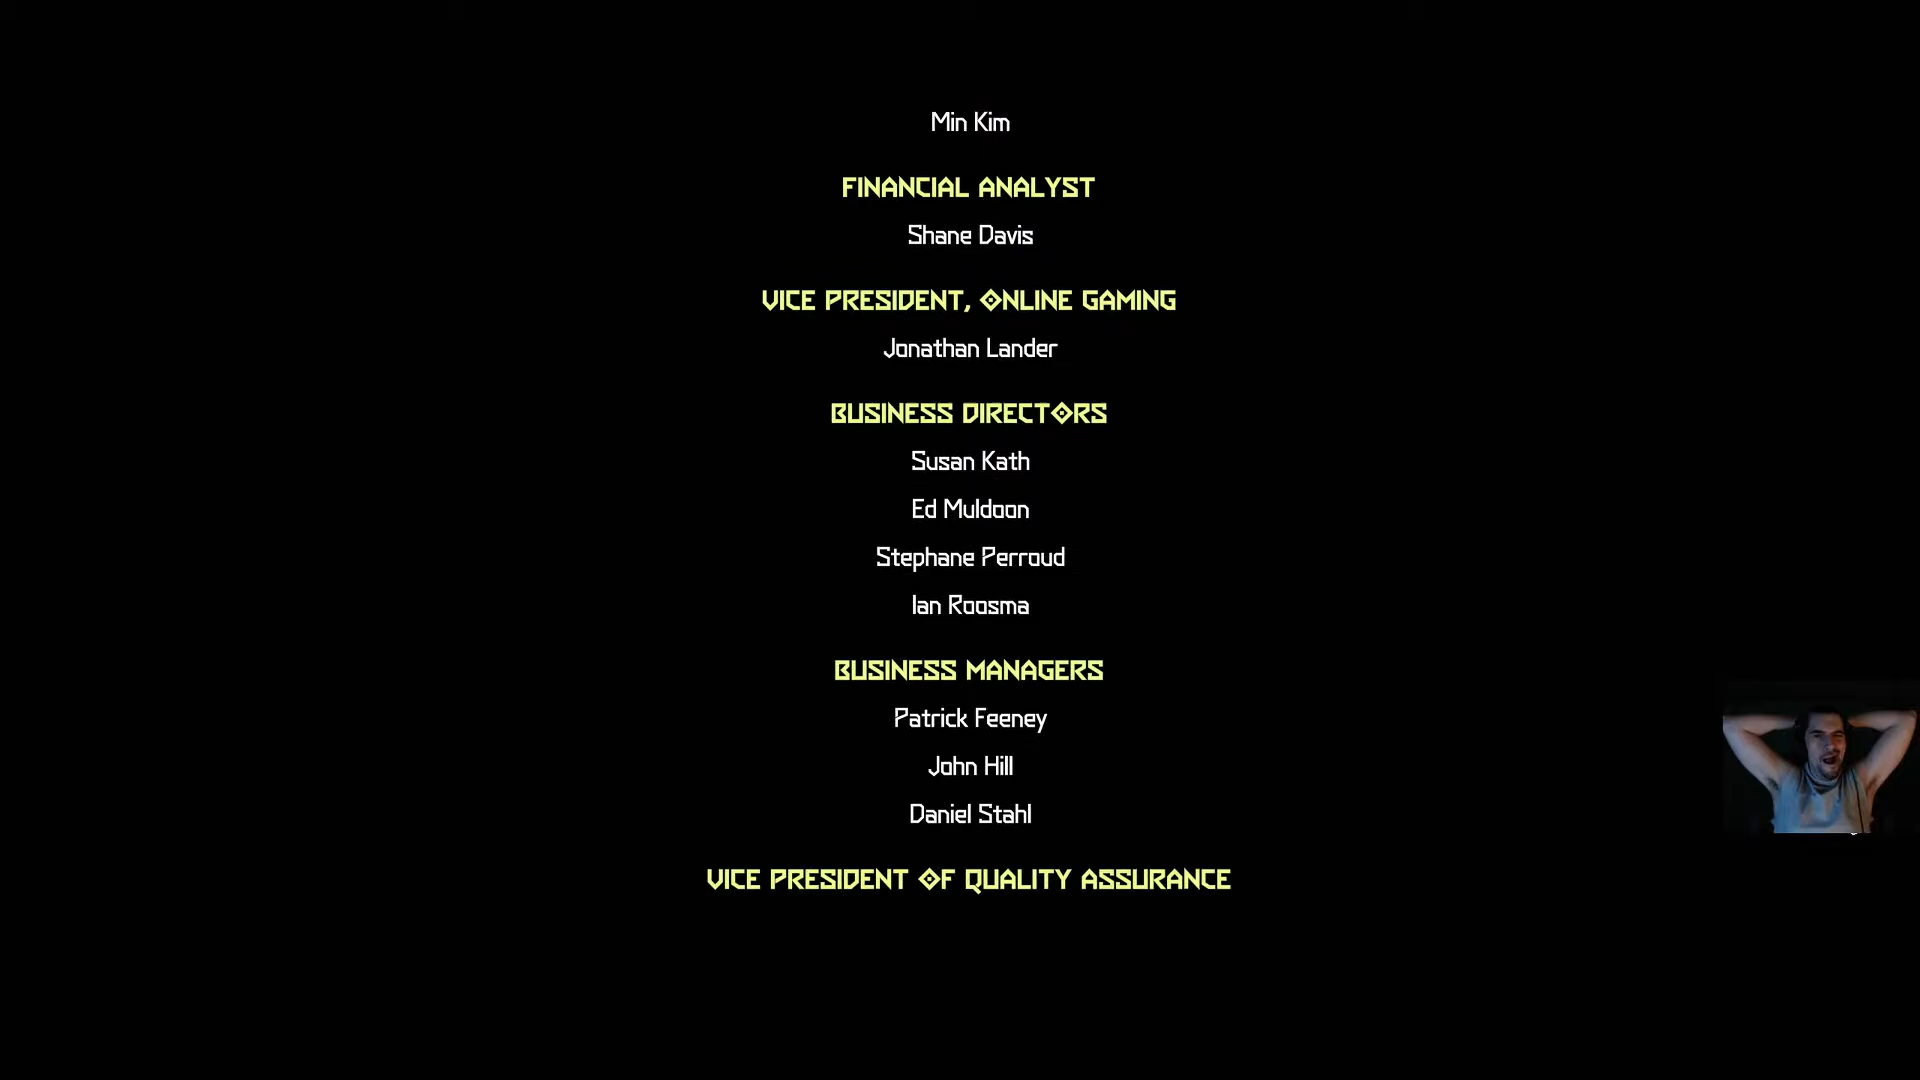 Min Kim
FINANCIAL ANALYST
Shane Davis
VICE PRESIDENT, ONLINE GAMING
Jonathan Lander
BUSINESS DIRECTORS
Susan Kath
Ed Muldoon
Stephane Perroud
Ian Roosma
BUSINESS MANAGERS
Patrick Feeney
John Hill
Daniel Stahl
VICE PRESIDENT OF QUALITY ASSURANCE